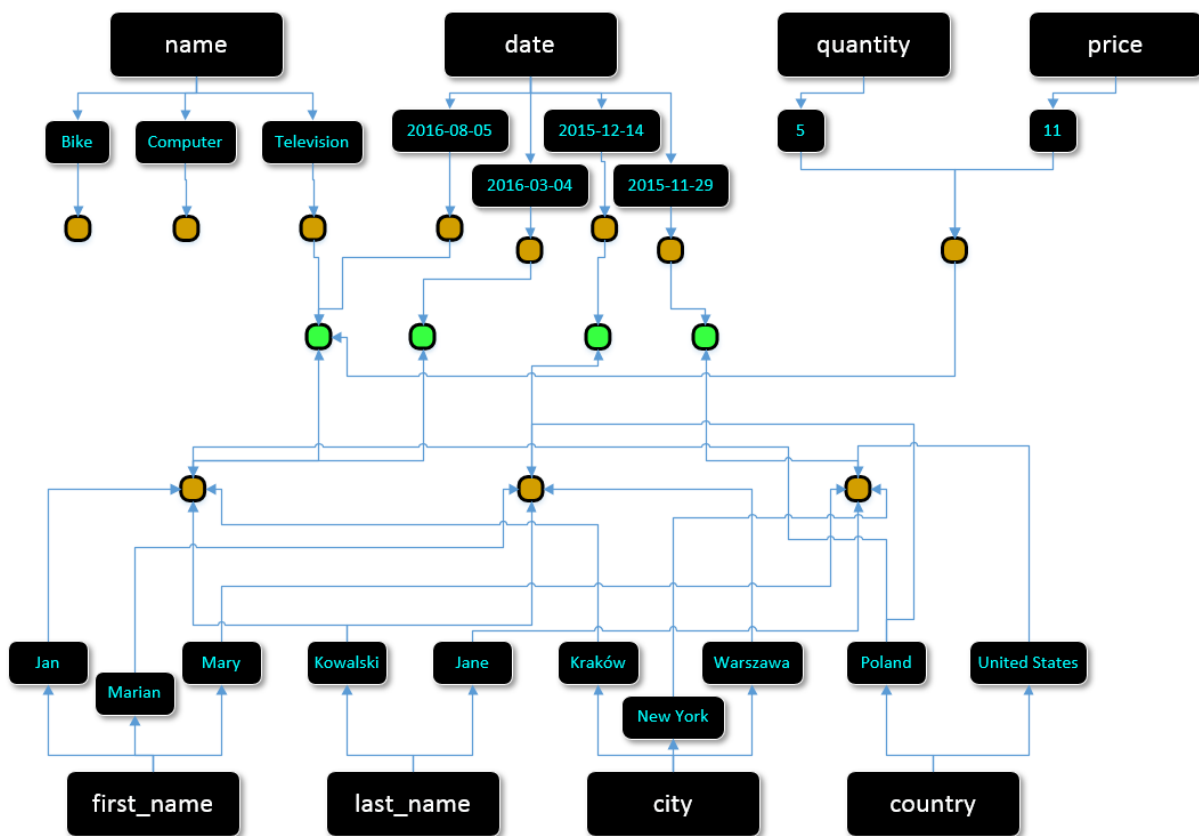 name
date
quantity
price
Bike
Computer
Television
2016-08-05
2015-12-14
5
11
2016-03-04
2015-11-29
Jan
Marian
Mary
Kowalski
Jane
Kraków
New York
Warszawa
Poland
United States
first_name
last_name
city
country